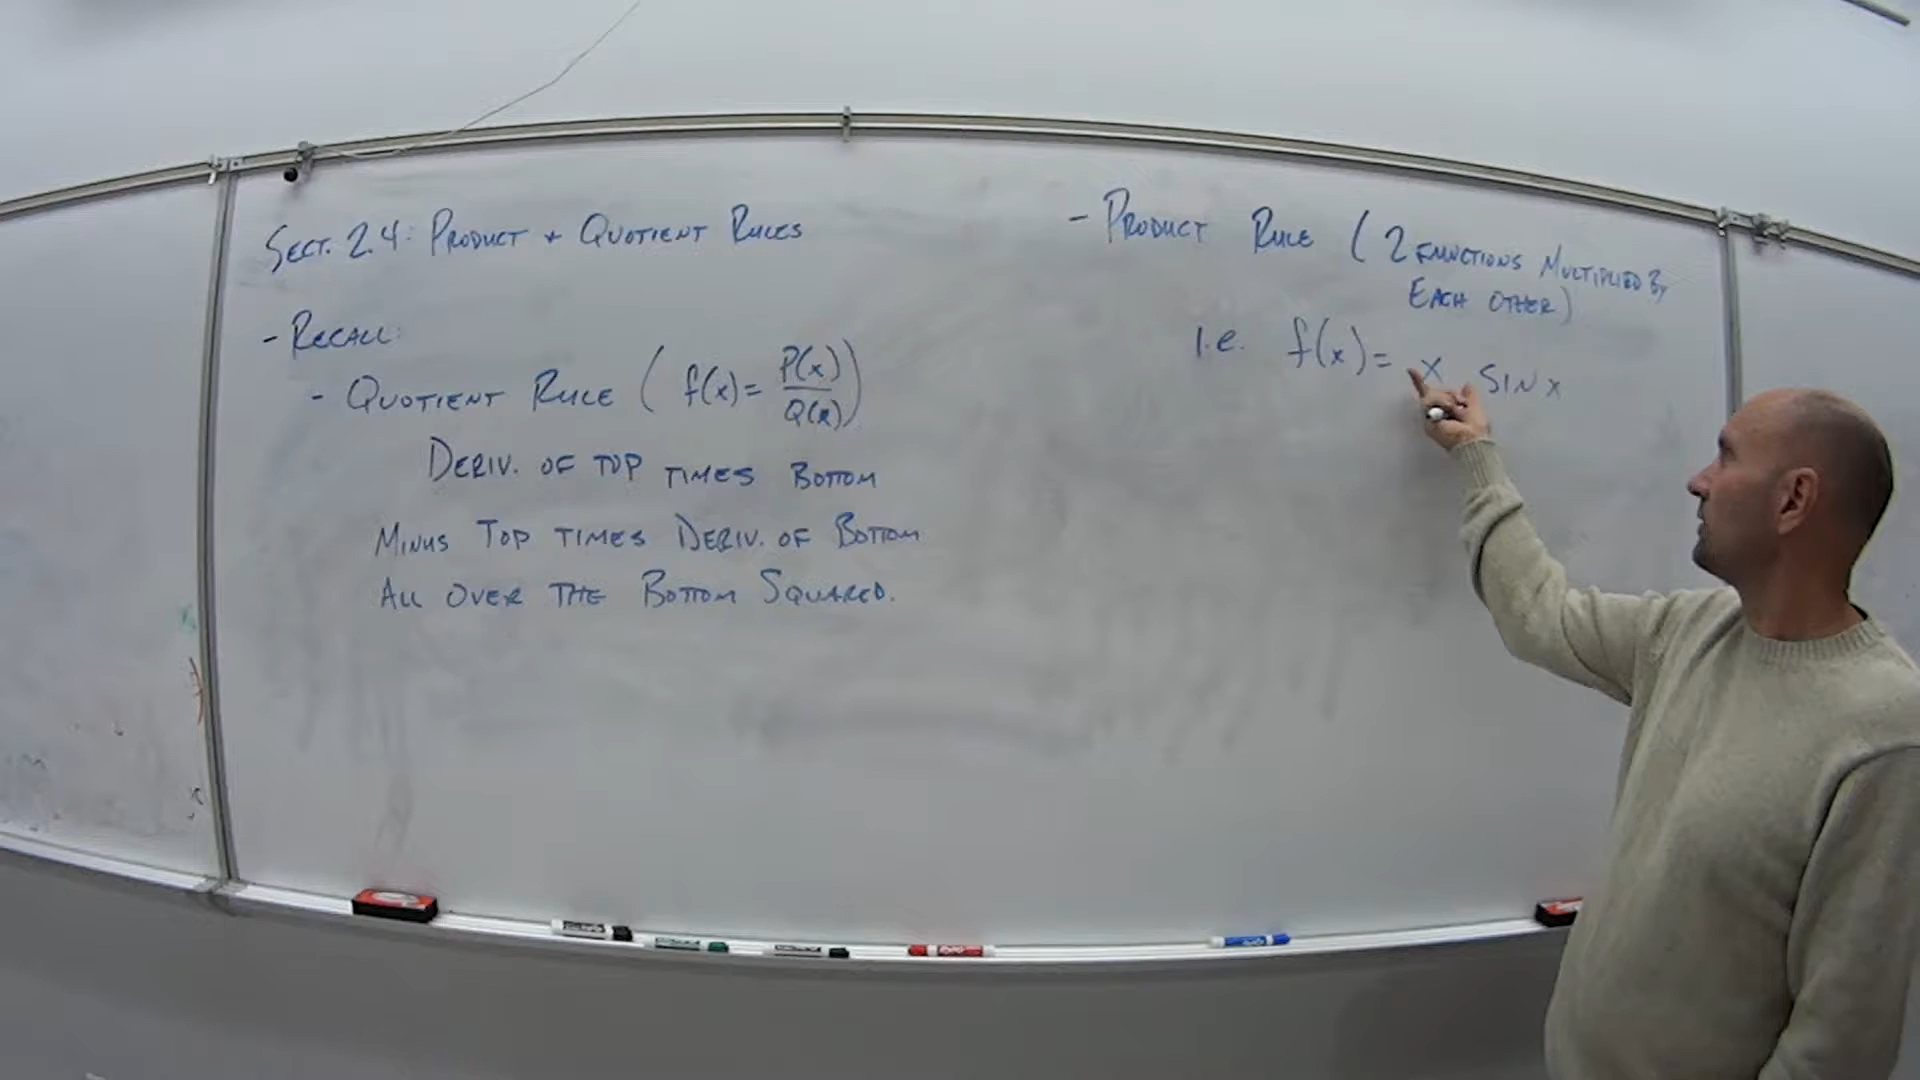 SECT. 2.4: PRODUCT + QUOTIENT RULES
- RECALL:
- QUOTIENT RULE ( f(x) = P(x)/Q(x) )
DERIV. OF TOP TIMES BOTTOM
MINUS TOP TIMES DERIV. OF BOTTOM
ALL OVER THE BOTTOM SQUARED.
- PRODUCT RULE ( 2 FUNCTIONS MULTIPLIED BY
EACH OTHER )
I.e. f(x) = x SIN x